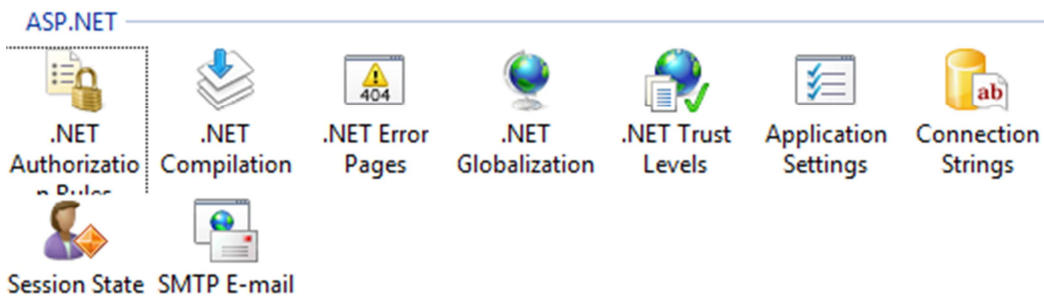 ASP.NET
404
ab
.NET Authorizatio
n Rules
.NET Compilation
.NET Error Pages
.NET Globalization
.NET Trust Levels
Application Settings
Connection Strings
Session State
SMTP E-mail